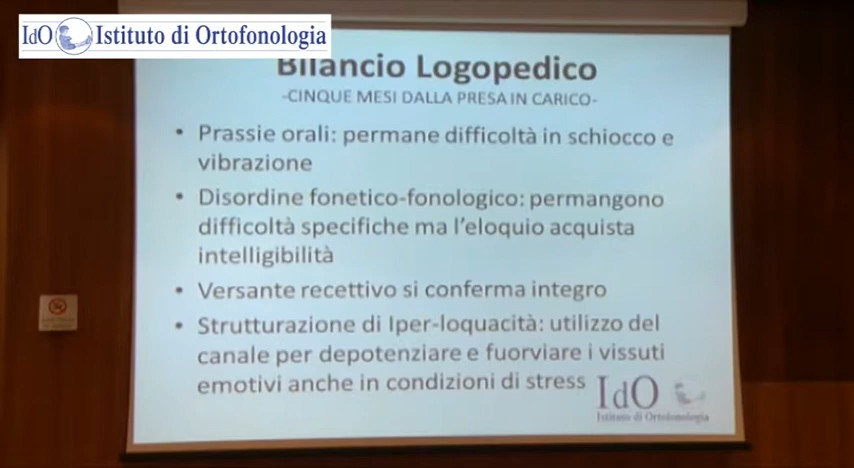 IdO Istituto di Ortofonologia
Bilancio Logopedico
-CINQUE MESI DALLA PRESA IN CARICO-
• Prassie orali: permane difficoltà in schiocco e
vibrazione
• Disordine fonetico-fonologico: permangono
difficoltà specifiche ma l'eloquio acquista
intelligibilità
• Versante recettivo si conferma integro
• Strutturazione di Iper-loquacità: utilizzo del
canale per depotenziare e fuorviare i vissuti
emotivi anche in condizioni di stress
IdO
Istituto di Ortofonologia